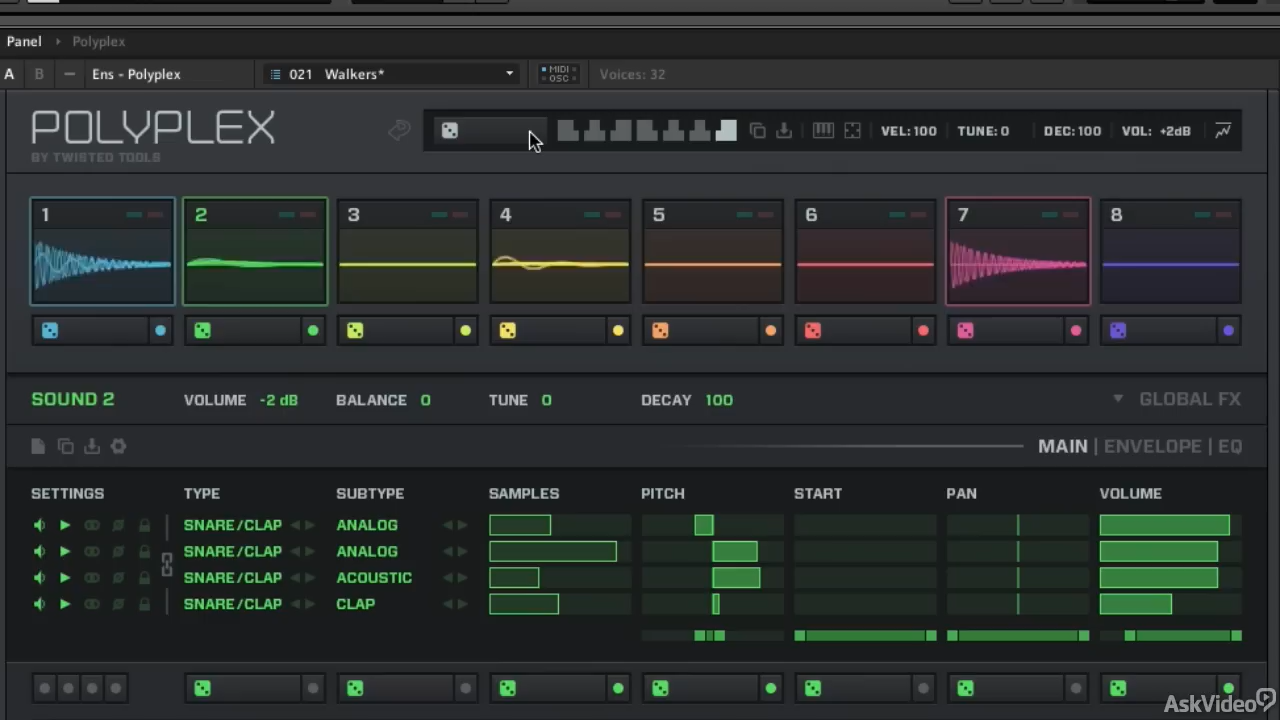 Panel › Polyplex
A B Ens - Polyplex 021 Walkers* MIDI OSC Voices: 32
POLYPLEX
BY TWISTED TOOLS
VEL: 100 TUNE: 0 DEC: 100 VOL: +2dB
1 2 3 4 5 6 7 8
SOUND 2 VOLUME -2 dB BALANCE 0 TUNE 0 DECAY 100 GLOBAL FX
MAIN | ENVELOPE | EQ
SETTINGS TYPE SUBTYPE SAMPLES PITCH START PAN VOLUME
SNARE/CLAP ANALOG
SNARE/CLAP ANALOG
SNARE/CLAP ACOUSTIC
SNARE/CLAP CLAP
AskVideo